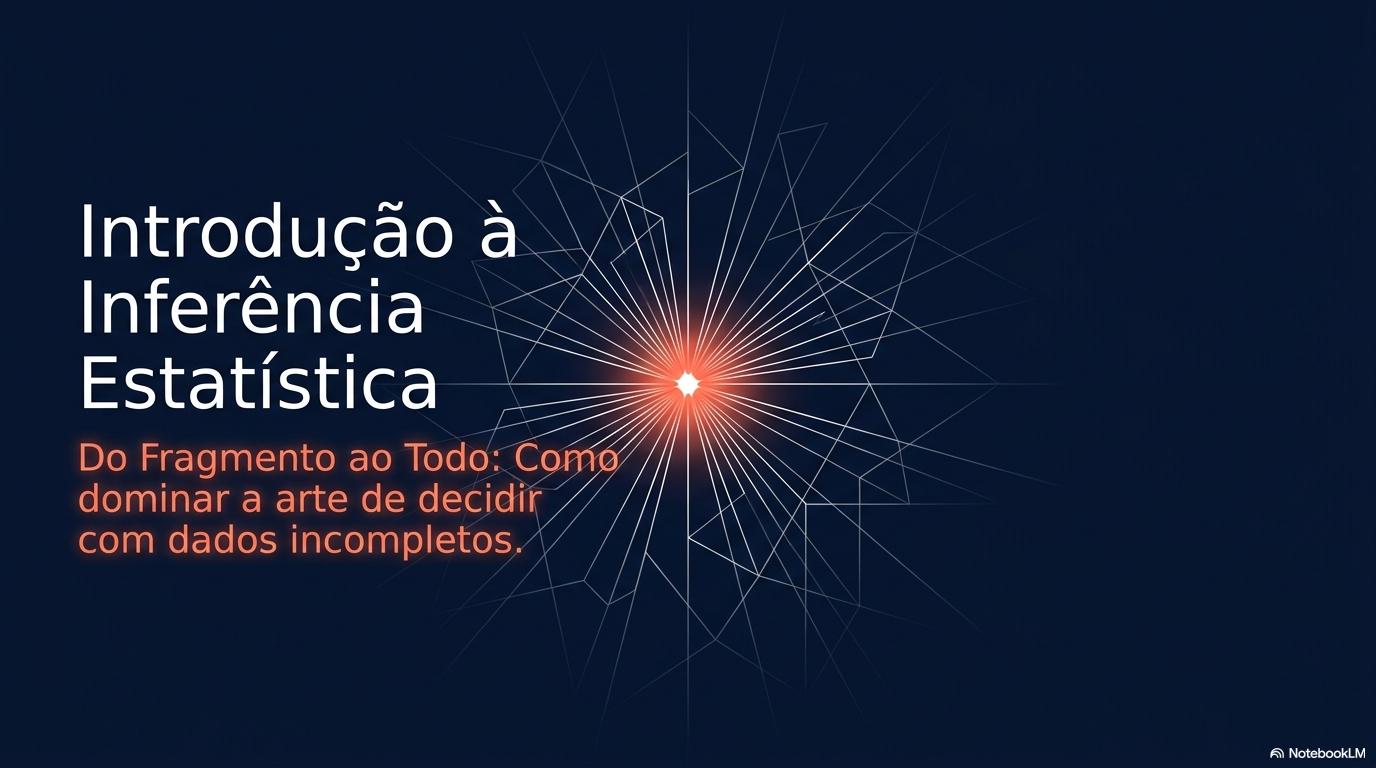 Introdução à
Inferência
Estatística
Do Fragmento ao Todo: Como
dominar a arte de decidir
com dados incompletos.
NotebookLM